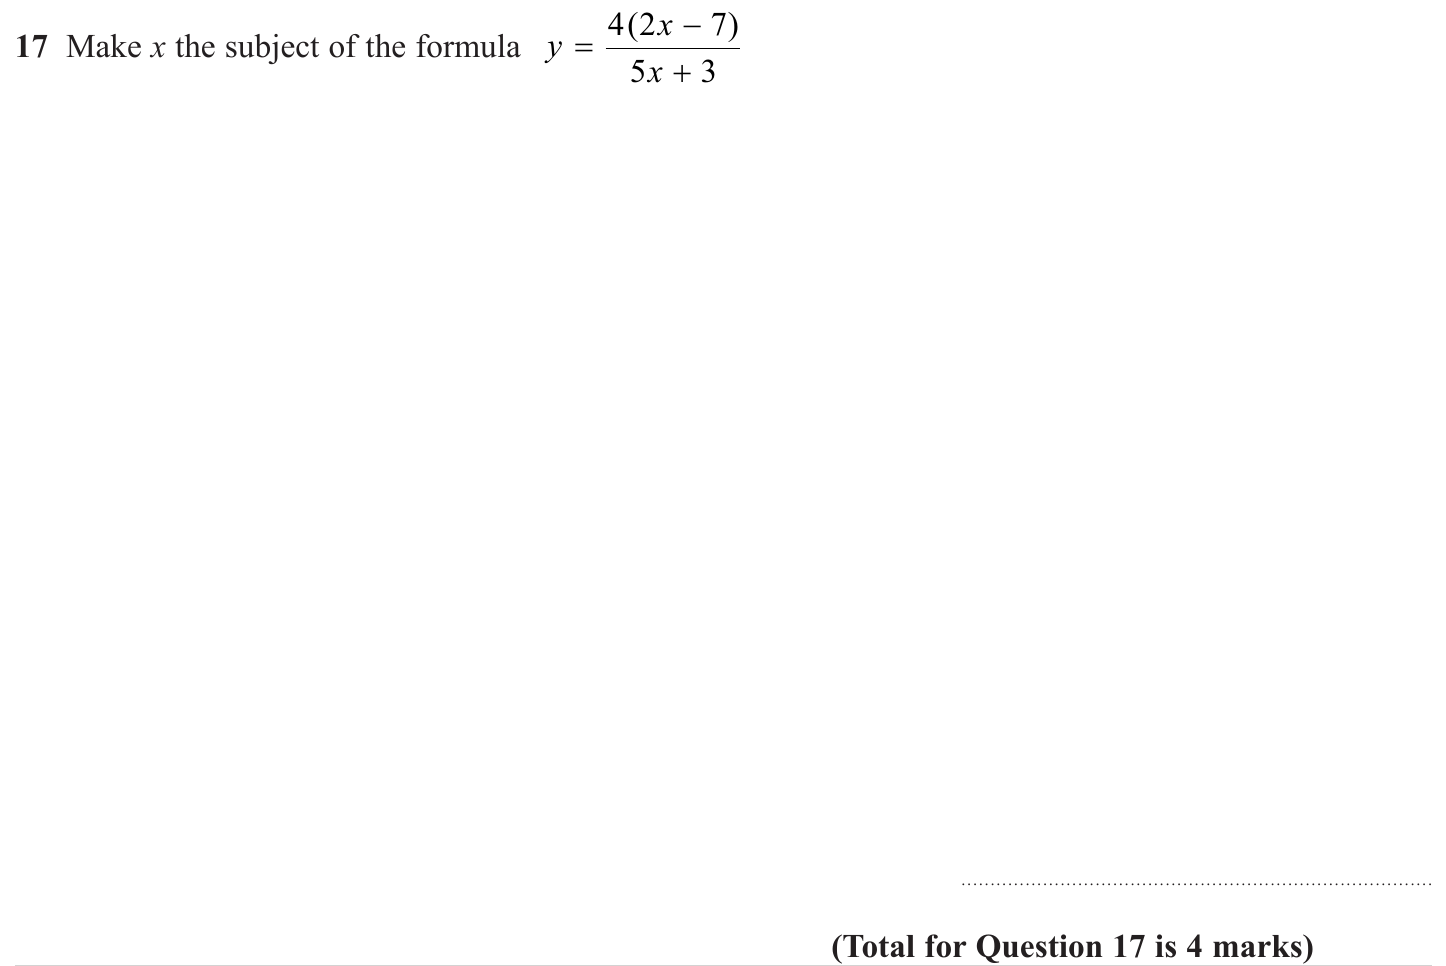 17 Make x the subject of the formula y = 4(2x − 7) / 5x + 3
(Total for Question 17 is 4 marks)